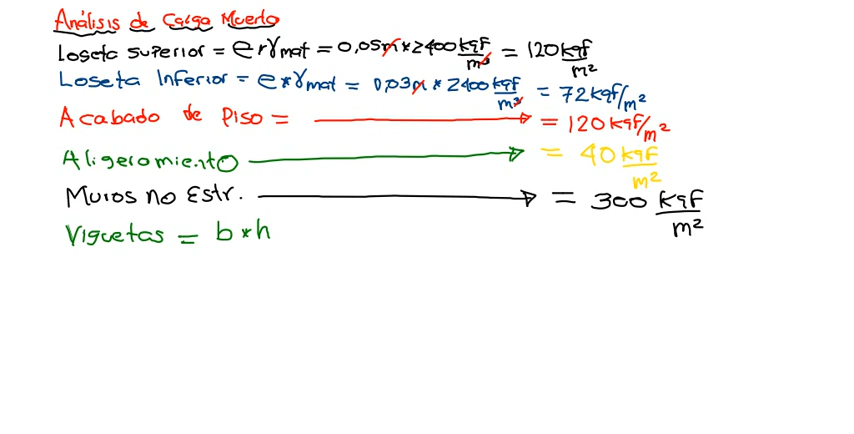 Análisis de Carga Muerta
Loseta superior = e * γmat = 0,05m * 2400 kgf/m³ = 120 kgf/m²
Loseta Inferior = e * γmat = 0,03m * 2400 kgf/m³ = 72 kgf/m²
Acabado de Piso = → = 120 kgf/m²
Aligeramiento → = 40 kgf/m²
Muros no Estr. → = 300 kgf/m²
Viguetas = b * h